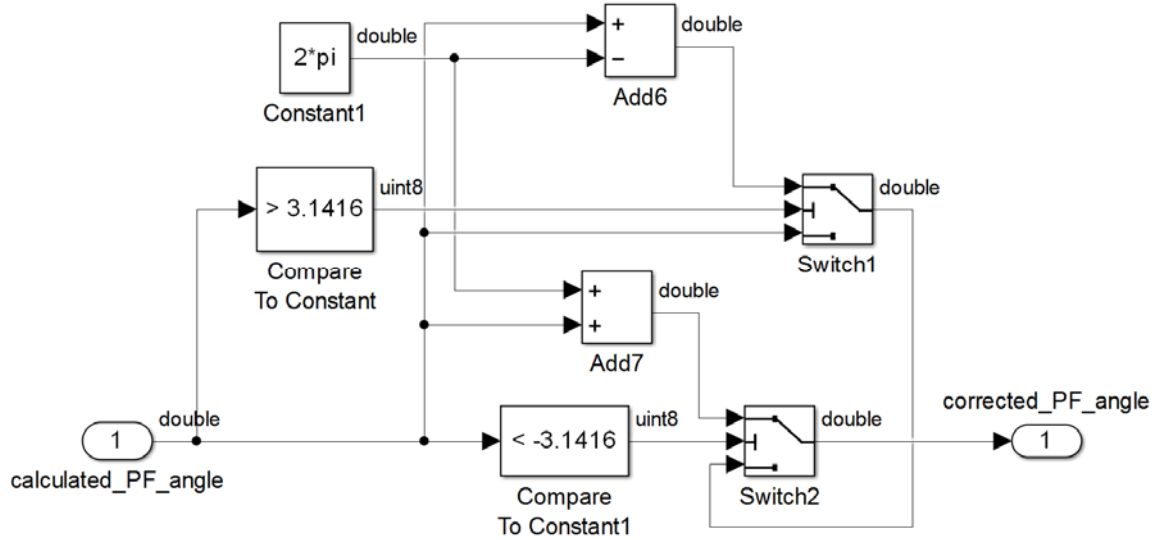 double
2*pi
Constant1
+
−
double
Add6
uint8
> 3.1416
Compare
To Constant
double
Switch1
+
+
double
Add7
double
1
calculated_PF_angle
uint8
< -3.1416
Compare
To Constant1
double
Switch2
corrected_PF_angle
1